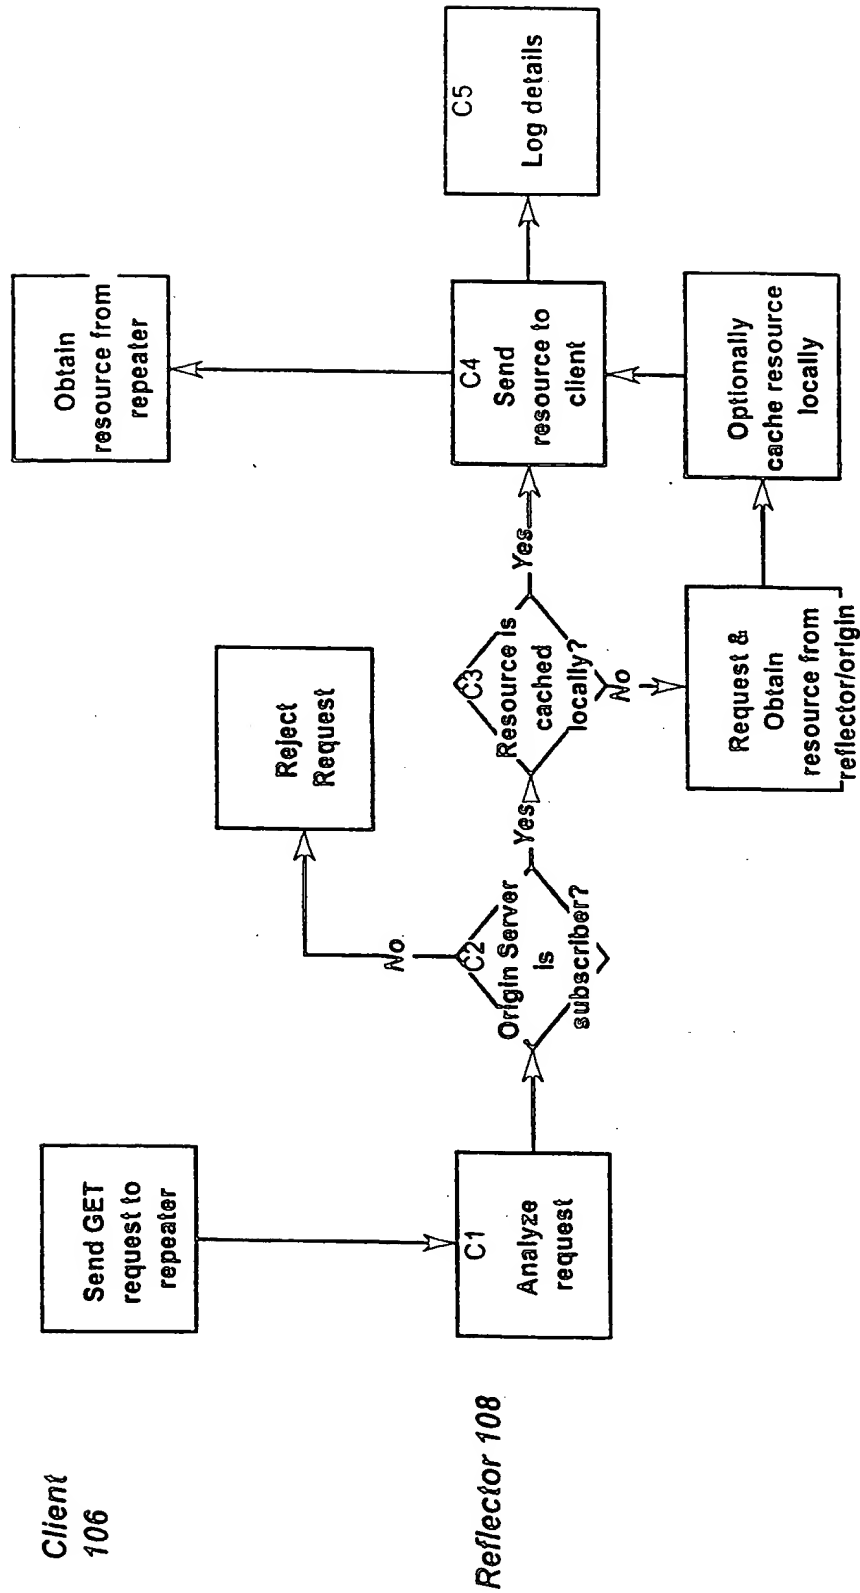 Client
106
Send GET
request to
repeater
Obtain
resource from
repeater
Reject
Request
No
Reflector 108
C1
Analyze
request
C2
Origin Server
is
subscriber?
Yes
C3
Resource is
cached
locally?
Yes
C4
Send
resource to
client
C5
Log details
No
Request &
Obtain
resource from
reflector/origin
Optionally
cache resource
locally